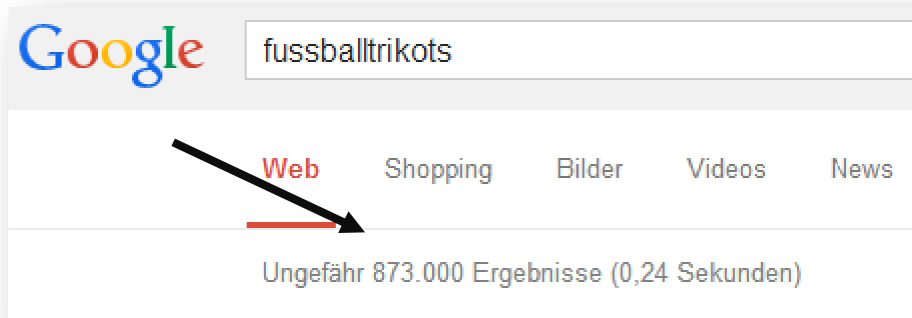 Google fussballtrikots
Web Shopping Bilder Videos News
Ungefähr 873.000 Ergebnisse (0,24 Sekunden)